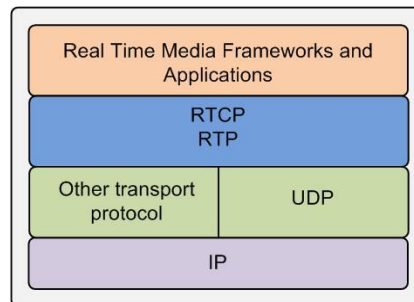 Real Time Media Frameworks and
Applications
RTCP
RTP
Other transport
protocol
UDP
IP